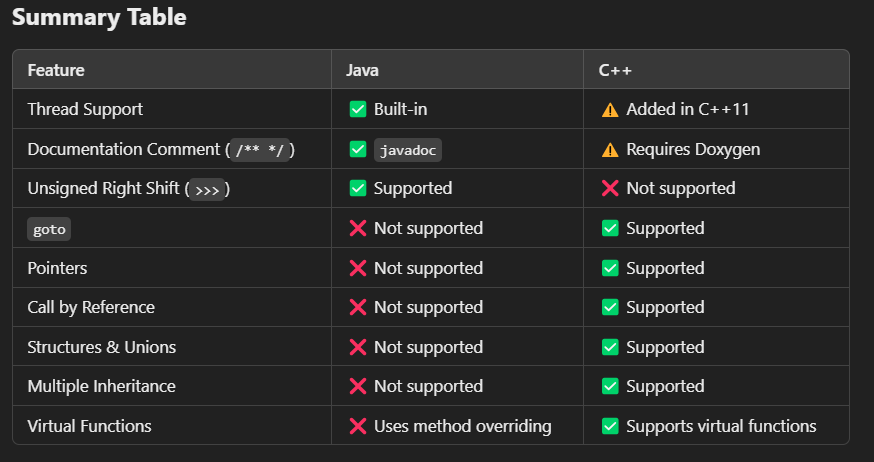 Summary Table
Feature Java C++
Thread Support ✅ Built-in ⚠️ Added in C++11
Documentation Comment (/** */) ✅ javadoc ⚠️ Requires Doxygen
Unsigned Right Shift (>>>) ✅ Supported ❌ Not supported
goto ❌ Not supported ✅ Supported
Pointers ❌ Not supported ✅ Supported
Call by Reference ❌ Not supported ✅ Supported
Structures & Unions ❌ Not supported ✅ Supported
Multiple Inheritance ❌ Not supported ✅ Supported
Virtual Functions ❌ Uses method overriding ✅ Supports virtual functions